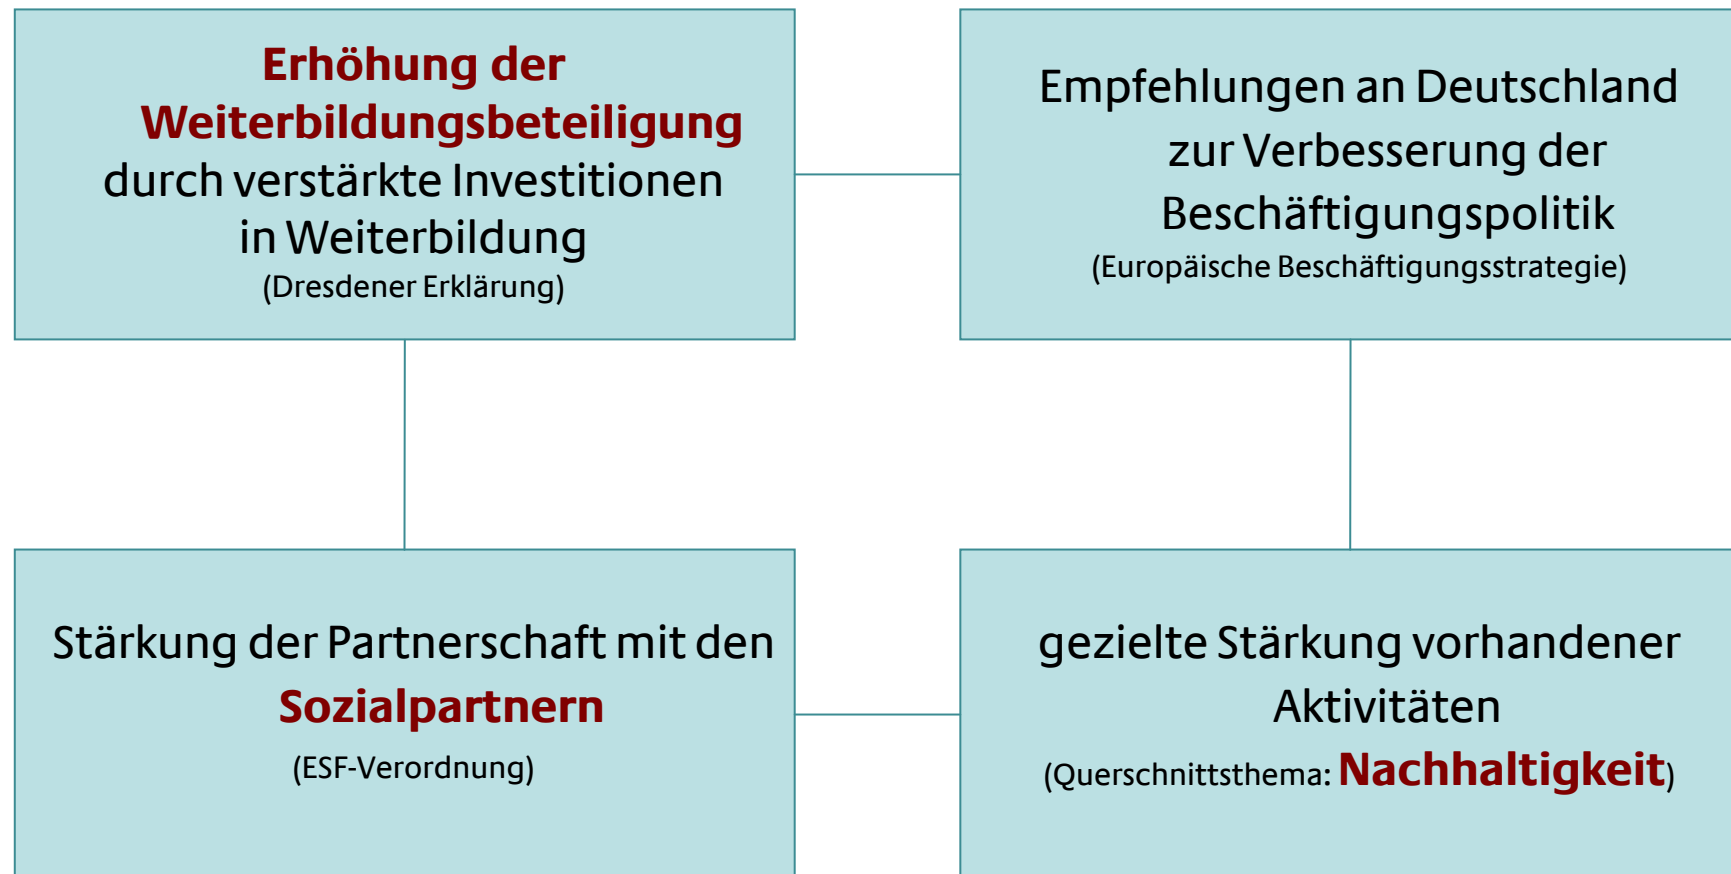 Erhöhung der
Weiterbildungsbeteiligung
durch verstärkte Investitionen
in Weiterbildung
(Dresdener Erklärung)
Empfehlungen an Deutschland
zur Verbesserung der
Beschäftigungspolitik
(Europäische Beschäftigungsstrategie)
Stärkung der Partnerschaft mit den
Sozialpartnern
(ESF-Verordnung)
gezielte Stärkung vorhandener
Aktivitäten
(Querschnittsthema: Nachhaltigkeit)